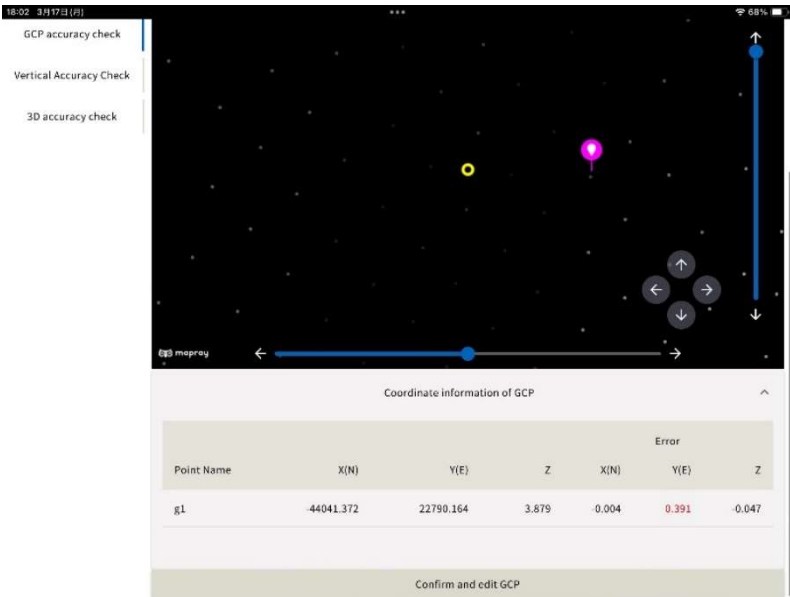 18:02 3月17日(月)
68%
GCP accuracy check
Vertical Accuracy Check
3D accuracy check
mapray
Coordinate information of GCP
Error
Point Name X(N) Y(E) Z X(N) Y(E) Z
g1 -44041.372 22790.164 3.879 -0.004 0.391 -0.047
Confirm and edit GCP